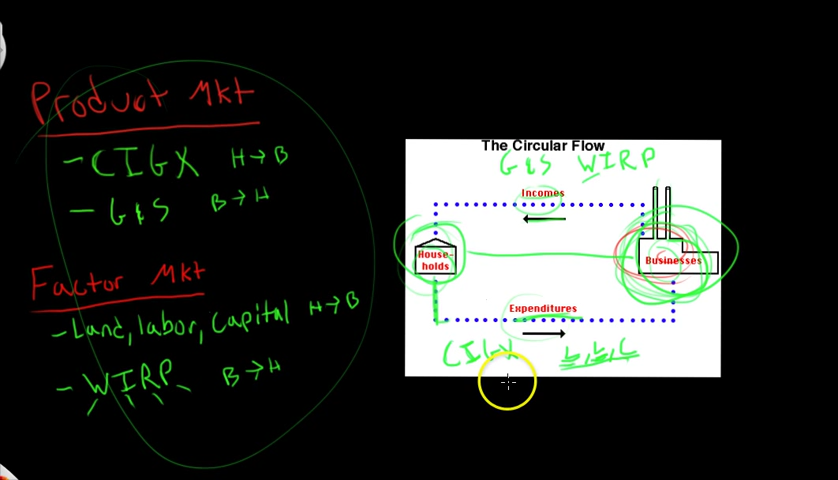 Product Mkt
- CIGX H→B
- G&S B→H
Factor Mkt
- Land, labor, Capital H→B
- WIRP B→H
The Circular Flow
G&S WIRP
Incomes
House-
holds
Businesses
Expenditures
CIGX L, L, C